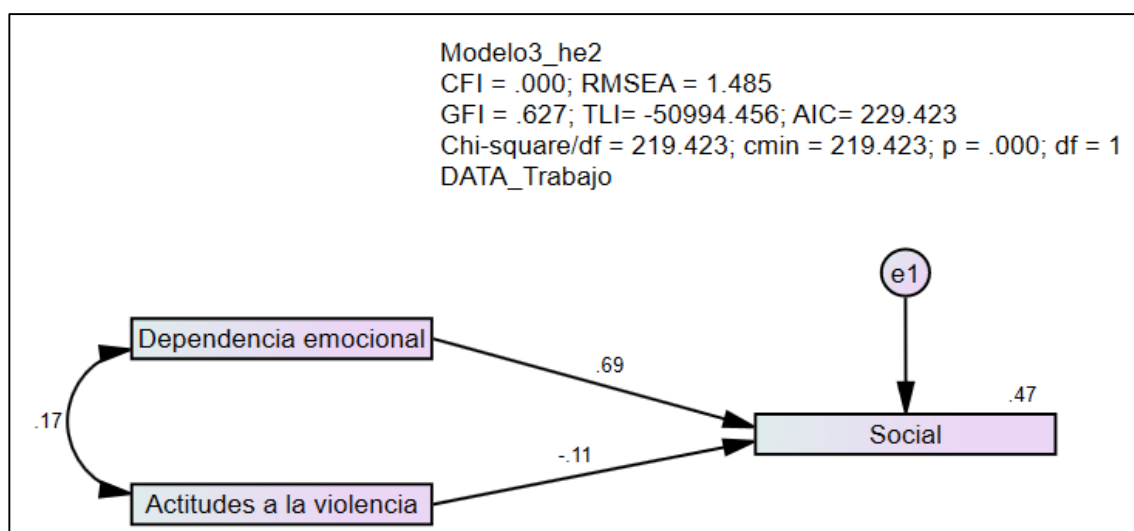 Modelo3_he2
CFI = .000; RMSEA = 1.485
GFI = .627; TLI= -50994.456; AIC= 229.423
Chi-square/df = 219.423; cmin = 219.423; p = .000; df = 1
DATA_Trabajo
e1
Dependencia emocional
.69
.47
.17
Social
-.11
Actitudes a la violencia